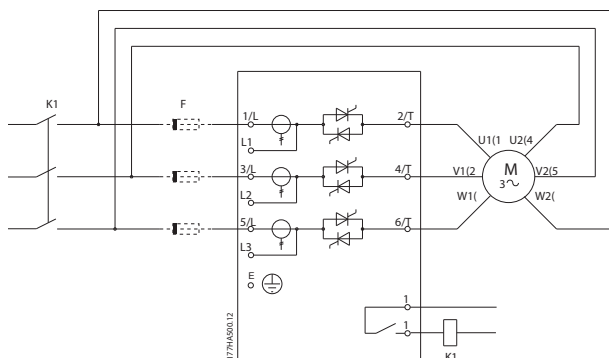 K1
F
1/L
2/T
L1
U1(1
U2(4
3/L
4/T
V1(2
M
3~
V2(5
L2
W1(
W2(
5/L
6/T
L3
E
1
1
K1
177HA500.12